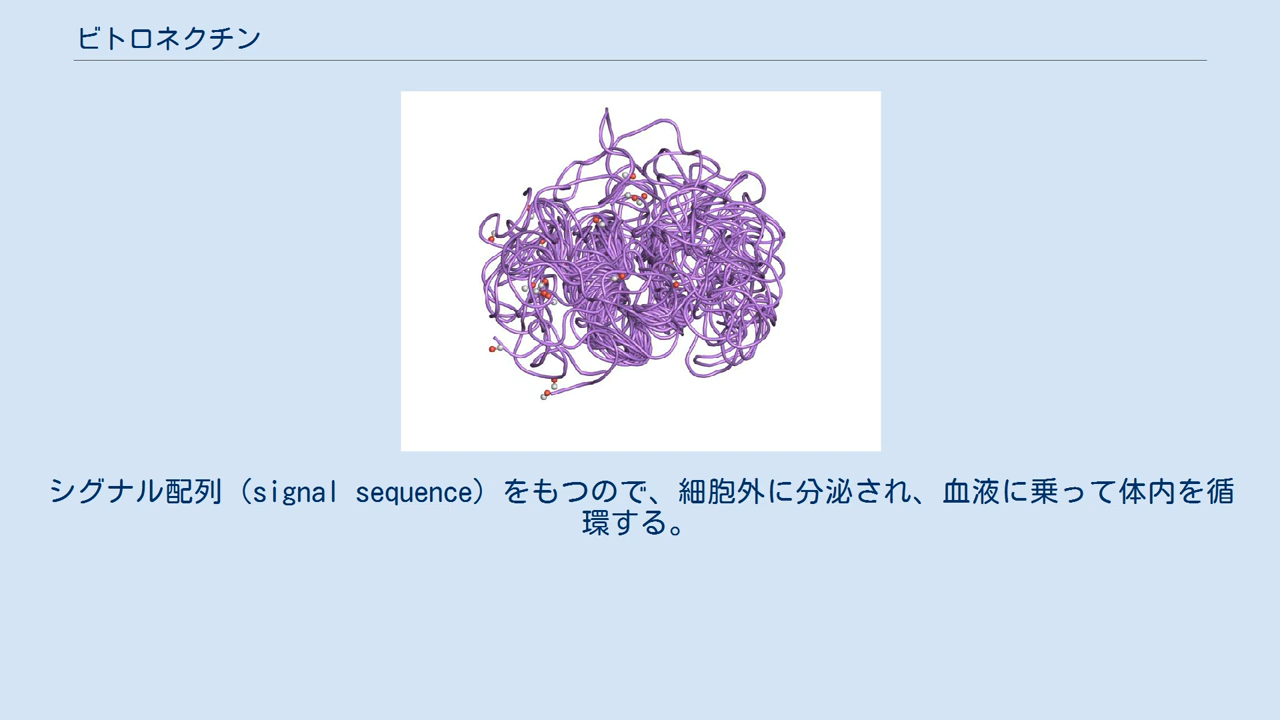 ビトロネクチン
シグナル配列（signal sequence）をもつので、細胞外に分泌され、血液に乗って体内を循
環する。